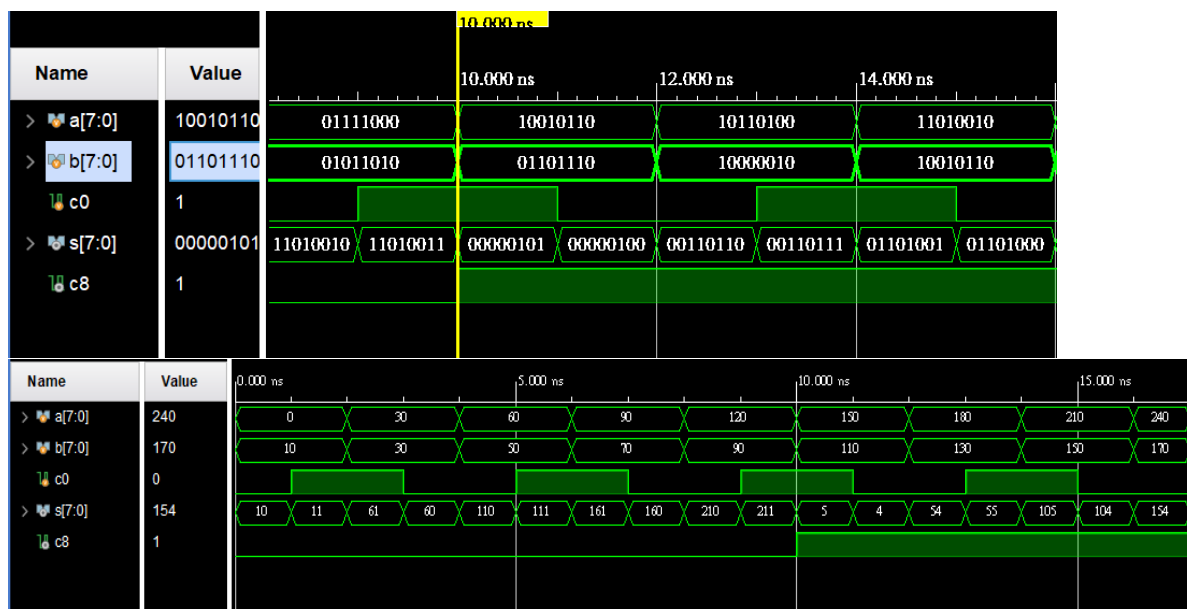 10.000 ns
Name Value
10.000 ns 12.000 ns 14.000 ns
> a[7:0] 10010110 01111000 10010110 10110100 11010010
> b[7:0] 01101110 01011010 01101110 10000010 10010110
c0 1
> s[7:0] 00000101 11010010 11010011 00000101 00000100 00110110 00110111 01101001 01101000
c8 1
Name Value 0.000 ns 5.000 ns 10.000 ns 15.000 ns
> a[7:0] 240 0 30 60 90 120 150 180 210 240
> b[7:0] 170 10 30 50 70 90 110 130 150 170
c0 0
> s[7:0] 154 10 11 61 60 110 111 161 160 210 211 5 4 54 55 105 104 154
c8 1